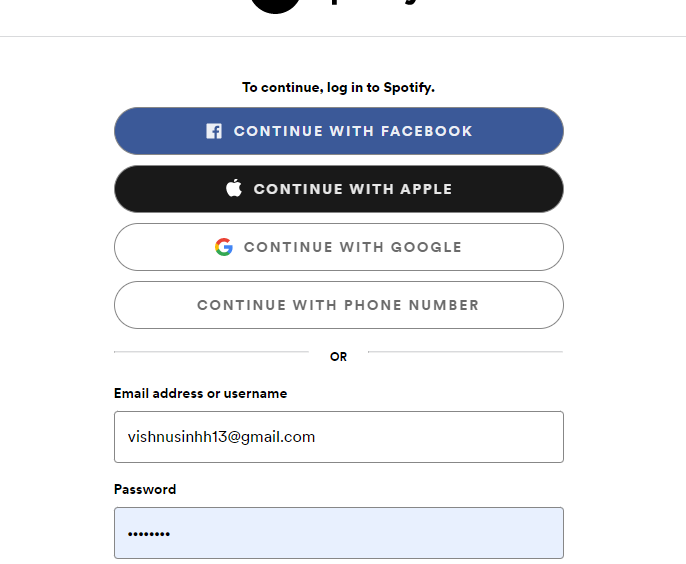 To continue, log in to Spotify.
CONTINUE WITH FACEBOOK
CONTINUE WITH APPLE
CONTINUE WITH GOOGLE
CONTINUE WITH PHONE NUMBER
OR
Email address or username
vishnusinhh13@gmail.com
Password
••••••••